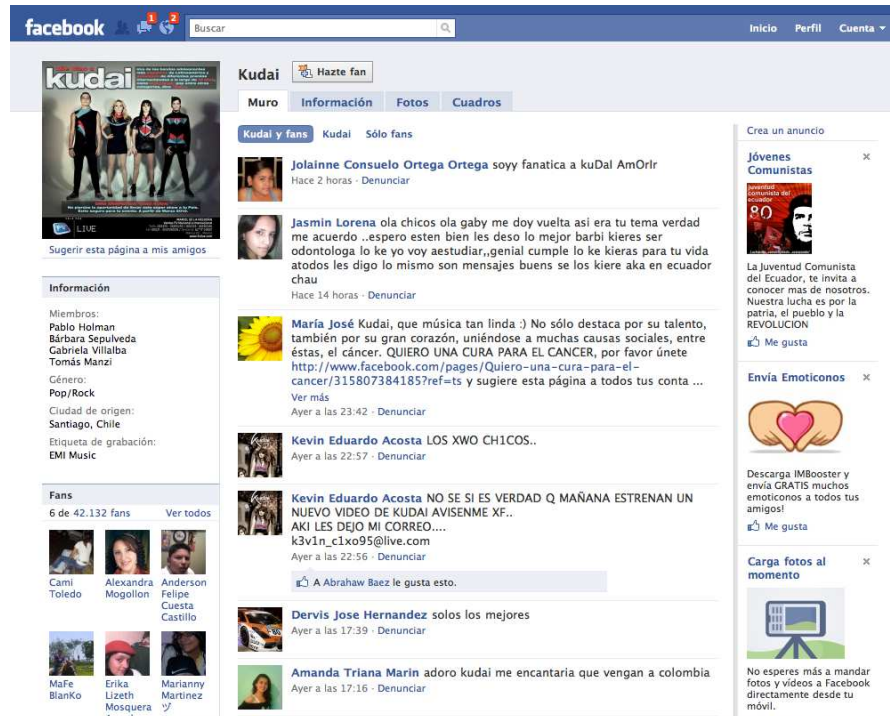 facebook
1
2
Buscar
Inicio Perfil Cuenta
kudai
LIVE
Sugerir esta página a mis amigos
Información
Miembros:
Pablo Holman
Bárbara Sepulveda
Gabriela Villalba
Tomás Manzi
Género:
Pop/Rock
Ciudad de origen:
Santiago, Chile
Etiqueta de grabación:
EMI Music
Fans
6 de 42.132 fans Ver todos
Cami
Toledo
Alexandra
Mogollon
Anderson
Felipe
Cuesta
Castillo
MaFe
BlanKo
Erika
Lizeth
Mosquera
Marianny
Martinez
ツ
Kudai
Hazte fan
Muro Información Fotos Cuadros
Kudai y fans Kudai Sólo fans
Jolainne Consuelo Ortega Ortega soyy fanatica a kuDaI AmOrIr
Hace 2 horas · Denunciar
Jasmin Lorena ola chicos ola gaby me doy vuelta asi era tu tema verdad
me acuerdo ..espero esten bien les deso lo mejor barbi kieres ser
odontologa lo ke yo voy aestudiar,,genial cumple lo ke kieras para tu vida
atodos les digo lo mismo son mensajes buens se los kiere aka en ecuador
chau
Hace 14 horas · Denunciar
María José Kudai, que música tan linda :) No sólo destaca por su talento,
también por su gran corazón, uniéndose a muchas causas sociales, entre
éstas, el cáncer. QUIERO UNA CURA PARA EL CANCER, por favor únete
http://www.facebook.com/pages/Quiero-una-cura-para-el-
cancer/315807384185?ref=ts y sugiere esta página a todos tus conta ...
Ver más
Ayer a las 23:42 · Denunciar
Kevin Eduardo Acosta LOS XWO CH1COS..
Ayer a las 22:57 · Denunciar
Kevin Eduardo Acosta NO SE SI ES VERDAD Q MAÑANA ESTRENAN UN
NUEVO VIDEO DE KUDAI AVISENME XF..
AKI LES DEJO MI CORREO....
k3v1n_c1xo95@live.com
Ayer a las 22:56 · Denunciar
A Abrahaw Baez le gusta esto.
Dervis Jose Hernandez solos los mejores
Ayer a las 17:39 · Denunciar
Amanda Triana Marin adoro kudai me encantaria que vengan a colombia
Ayer a las 17:16 · Denunciar
Crea un anuncio
Jóvenes
Comunistas
juventud
comunista del
ecuador
80
La Juventud Comunista
del Ecuador, te invita a
conocer mas de nosotros.
Nuestra lucha es por la
patria, el pueblo y la
REVOLUCION
Me gusta
Envía Emoticonos
Descarga IMBooster y
envía GRATIS muchos
emoticonos a todos tus
amigos!
Me gusta
Carga fotos al
momento
No esperes más a mandar
fotos y vídeos a Facebook
directamente desde tu
móvil.